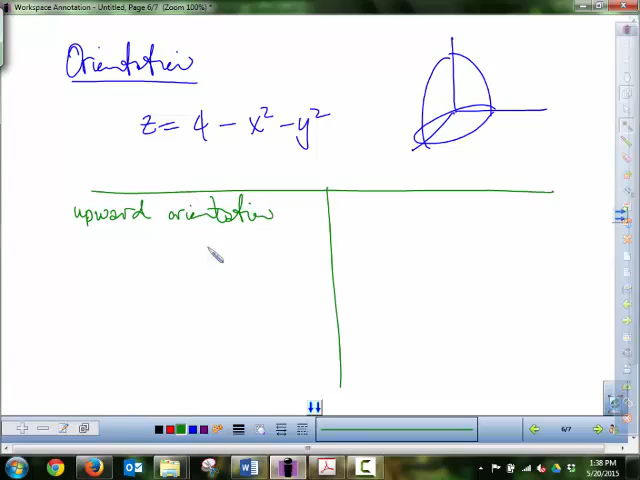 Workspace Annotation - Untitled, Page 6/7 (Zoom 100%)*
Orientation
z = 4 - x² - y²
upward orientation
6/7
1:38 PM
5/20/2015